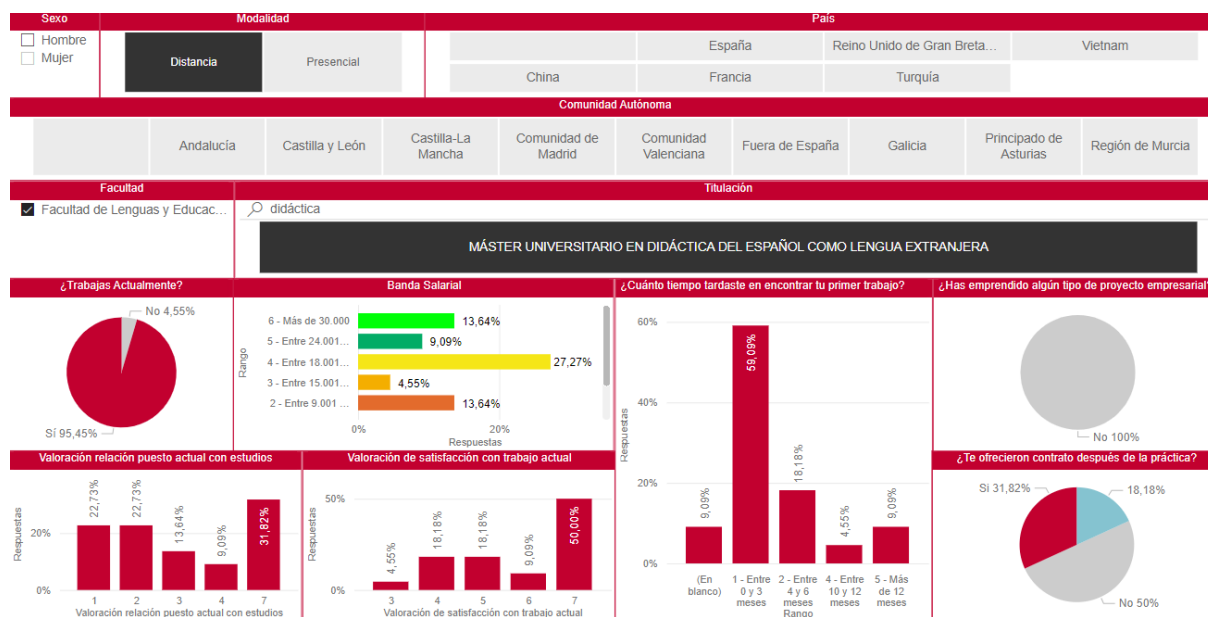 Sexo
Modalidad
País
Hombre
Mujer
Distancia
Presencial
España
Reino Unido de Gran Breta...
Vietnam
China
Francia
Turquía
Comunidad Autónoma
Andalucía
Castilla y León
Castilla-La
Mancha
Comunidad de
Madrid
Comunidad
Valenciana
Fuera de España
Galicia
Principado de
Asturias
Región de Murcia
Facultad
Titulación
Facultad de Lenguas y Educac...
didáctica
MÁSTER UNIVERSITARIO EN DIDÁCTICA DEL ESPAÑOL COMO LENGUA EXTRANJERA
¿Trabajas Actualmente?
No 4,55%
Sí 95,45%
Banda Salarial
Rango
6 - Más de 30.000
13,64%
5 - Entre 24.001...
9,09%
4 - Entre 18.001...
27,27%
3 - Entre 15.001...
4,55%
2 - Entre 9.001 ...
13,64%
0%
20%
Respuestas
¿Cuánto tiempo tardaste en encontrar tu primer trabajo?
Respuestas
60%
40%
20%
0%
9,09%
59,09%
18,18%
4,55%
9,09%
(En
blanco)
1 - Entre
0 y 3
meses
2 - Entre
4 y 6
meses
4 - Entre
10 y 12
meses
5 - Más
de 12
meses
Rango
¿Has emprendido algún tipo de proyecto empresarial?
No 100%
Valoración relación puesto actual con estudios
Respuestas
20%
0%
22,73%
22,73%
13,64%
9,09%
31,82%
1
2
3
4
7
Valoración relación puesto actual con estudios
Valoración de satisfacción con trabajo actual
Respuestas
50%
0%
4,55%
18,18%
18,18%
9,09%
50,00%
3
4
5
6
7
Valoración de satisfacción con trabajo actual
¿Te ofrecieron contrato después de la práctica?
Si 31,82%
18,18%
No 50%